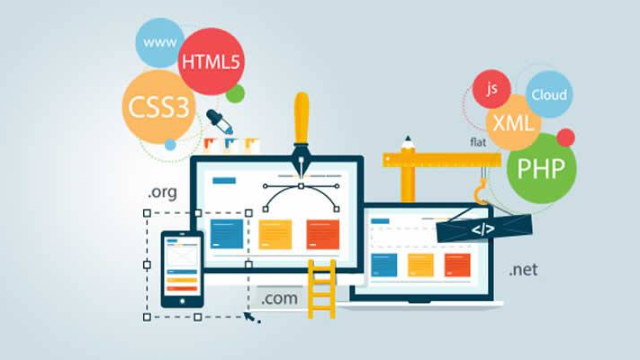 www
HTML5
CSS3
js
Cloud
XML
flat
PHP
.org
</>
.net
.com